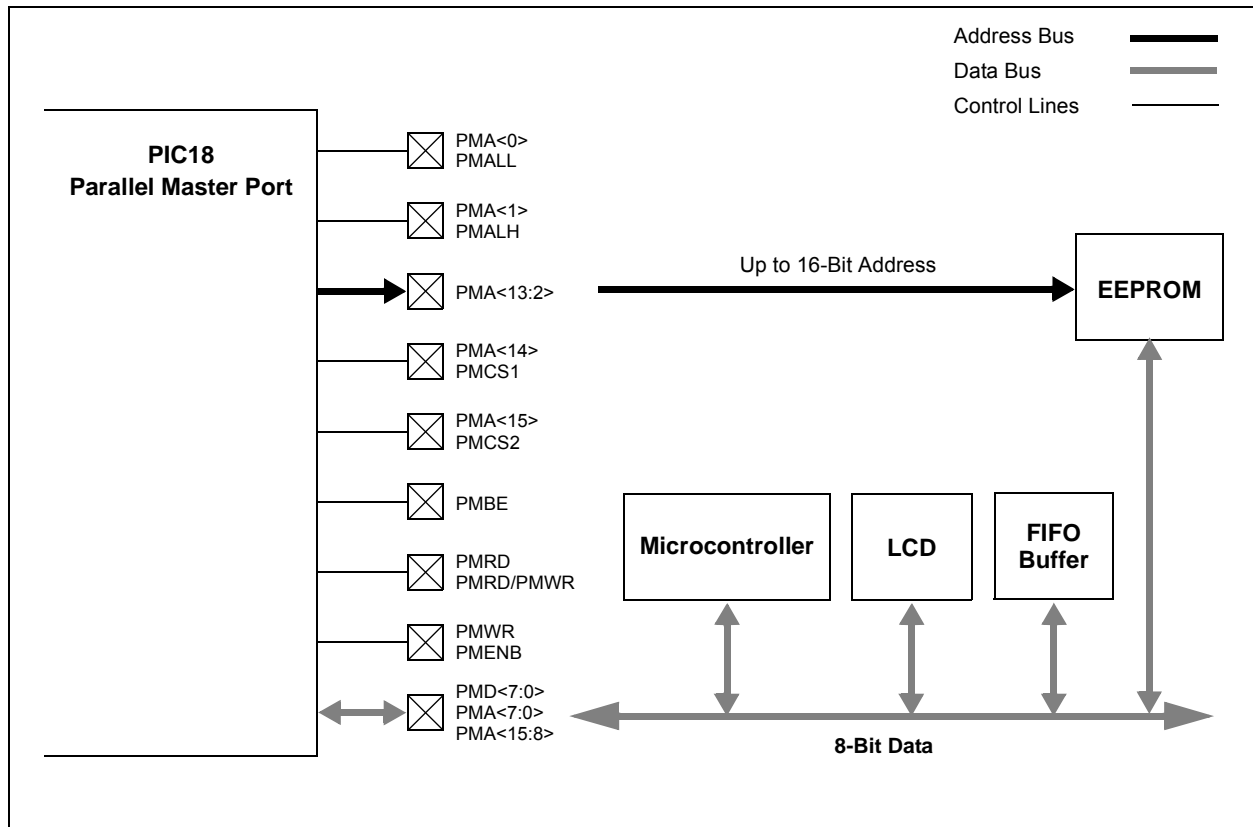 Address Bus
Data Bus
Control Lines
PIC18
Parallel Master Port
PMA<0>
PMALL
PMA<1>
PMALH
PMA<13:2>
Up to 16-Bit Address
EEPROM
PMA<14>
PMCS1
PMA<15>
PMCS2
PMBE
Microcontroller
LCD
FIFO
Buffer
PMRD
PMRD/PMWR
PMWR
PMENB
PMD<7:0>
PMA<7:0>
PMA<15:8>
8-Bit Data